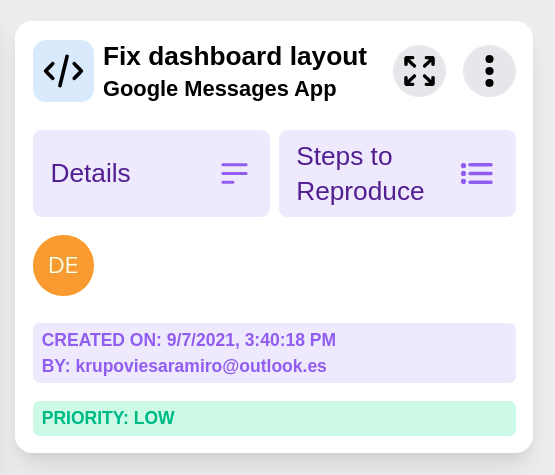 Fix dashboard layout
Google Messages App
Details
Steps to
Reproduce
DE
CREATED ON: 9/7/2021, 3:40:18 PM
BY: krupoviesaramiro@outlook.es
PRIORITY: LOW